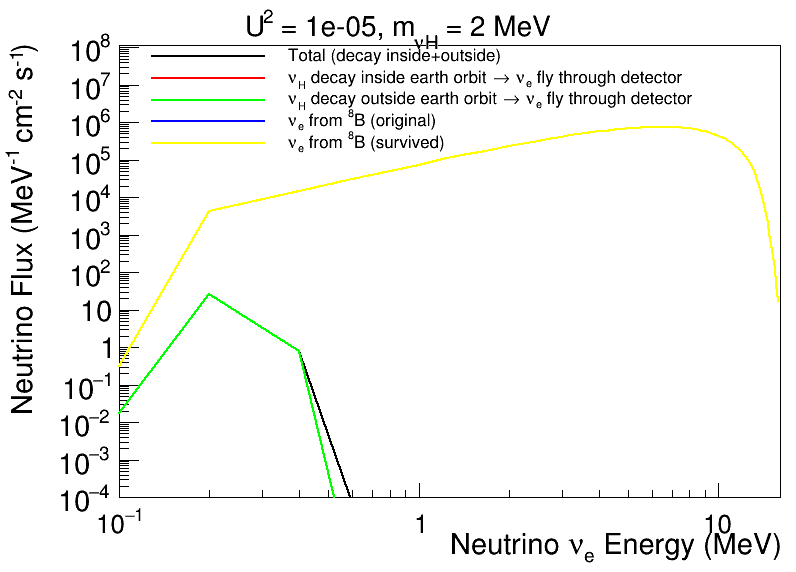 U² = 1e-05, m_νH = 2 MeV
Total (decay inside+outside)
ν_H decay inside earth orbit → ν_e fly through detector
ν_H decay outside earth orbit → ν_e fly through detector
ν_e from ⁸B (original)
ν_e from ⁸B (survived)
Neutrino Flux (MeV⁻¹ cm⁻² s⁻¹)
10⁸
10⁷
10⁶
10⁵
10⁴
10³
10²
10
1
10⁻¹
10⁻²
10⁻³
10⁻⁴
10⁻¹ 1 10
Neutrino ν_e Energy (MeV)